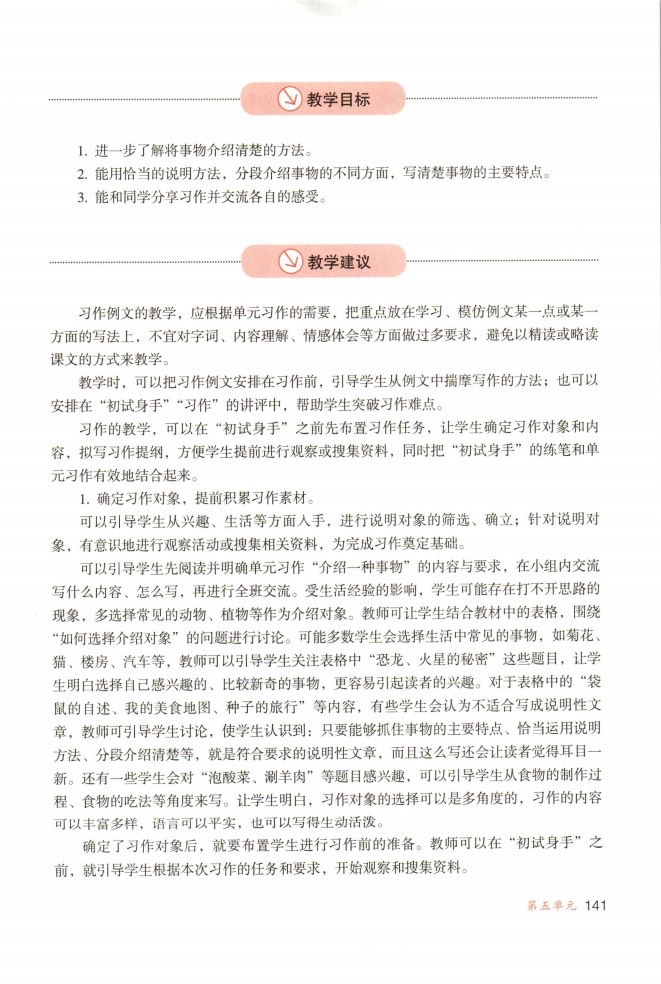 教学目标
1. 进一步了解将事物介绍清楚的方法。
2. 能用恰当的说明方法，分段介绍事物的不同方面，写清楚事物的主要特点。
3. 能和同学分享习作并交流各自的感受。
教学建议
习作例文的教学，应根据单元习作的需要，把重点放在学习、模仿例文某一点或某一
方面的写法上，不宜对字词、内容理解、情感体会等方面做过多要求，避免以精读或略读
课文的方式来教学。
教学时，可以把习作例文安排在习作前，引导学生从例文中揣摩写作的方法；也可以
安排在“初试身手”“习作”的讲评中，帮助学生突破习作难点。
习作的教学，可以在“初试身手”之前先布置习作任务，让学生确定习作对象和内
容，拟写习作提纲，方便学生提前进行观察或搜集资料，同时把“初试身手”的练笔和单
元习作有效地结合起来。
1. 确定习作对象，提前积累习作素材。
可以引导学生从兴趣、生活等方面入手，进行说明对象的筛选、确立；针对说明对
象，有意识地进行观察活动或搜集相关资料，为完成习作奠定基础。
可以引导学生先阅读并明确单元习作“介绍一种事物”的内容与要求，在小组内交流
写什么内容、怎么写，再进行全班交流。受生活经验的影响，学生可能存在打不开思路的
现象，多选择常见的动物、植物等作为介绍对象。教师可让学生结合教材中的表格，围绕
“如何选择介绍对象”的问题进行讨论。可能多数学生会选择生活中常见的事物，如菊花、
猫、楼房、汽车等，教师可以引导学生关注表格中“恐龙、火星的秘密”这些题目，让学
生明白选择自己感兴趣的、比较新奇的事物，更容易引起读者的兴趣。对于表格中的“袋
鼠的自述、我的美食地图、种子的旅行”等内容，有些学生会认为不适合写成说明性文
章，教师可引导学生讨论，使学生认识到：只要能够抓住事物的主要特点、恰当运用说明
方法、分段介绍清楚等，就是符合要求的说明性文章，而且这么写还会让读者觉得耳目一
新。还有一些学生会对“泡酸菜、涮羊肉”等题目感兴趣，可以引导学生从食物的制作过
程、食物的吃法等角度来写。让学生明白，习作对象的选择可以是多角度的，习作的内容
可以丰富多样，语言可以平实，也可以写得生动活泼。
确定了习作对象后，就要布置学生进行习作前的准备。教师可以在“初试身手”之
前，就引导学生根据本次习作的任务和要求，开始观察和搜集资料。
第五单元 141